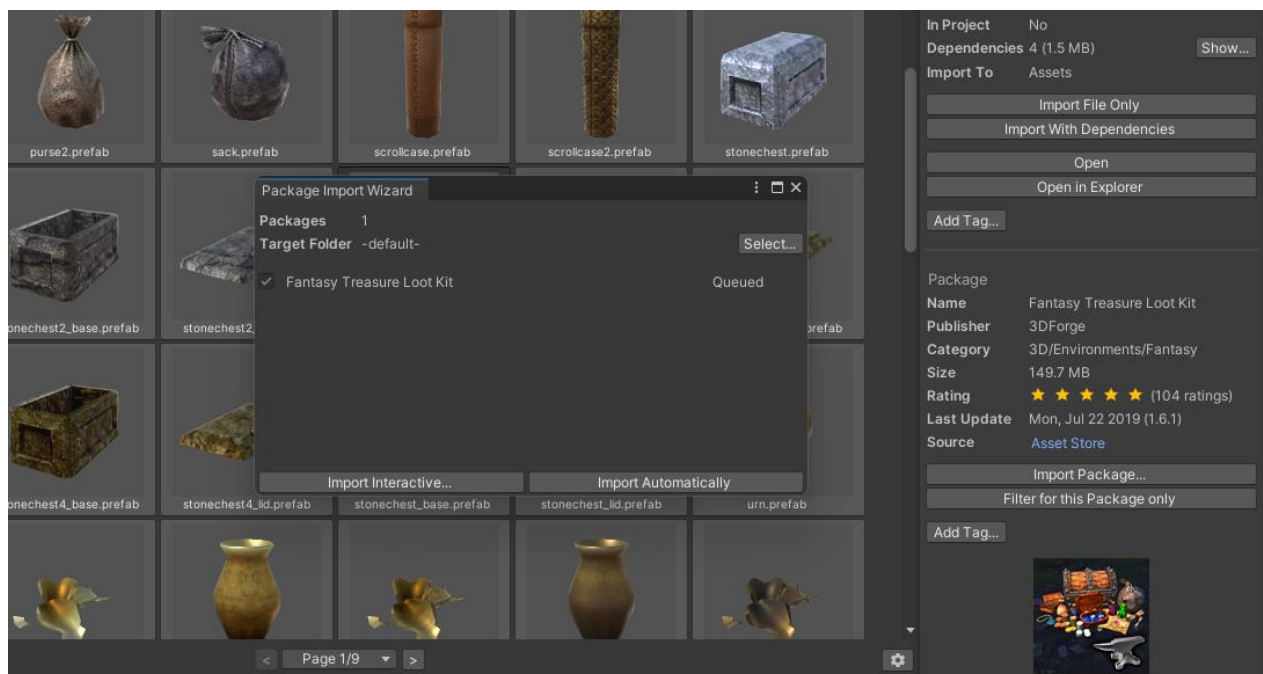 In Project No
Dependencies 4 (1.5 MB) Show...
Import To Assets
Import File Only
Import With Dependencies
Open
Open in Explorer
Add Tag...
purse2.prefab sack.prefab scrollcase.prefab scrollcase2.prefab stonechest.prefab
Package Import Wizard
Packages 1
Target Folder -default-
Select...
Fantasy Treasure Loot Kit Queued
Import Interactive... Import Automatically
onechest2_base.prefab stonechest2_ prefab
onechest4_base.prefab stonechest4_lid.prefab stonechest_base.prefab stonechest_lid.prefab urn.prefab
< Page 1/9 >
Package
Name Fantasy Treasure Loot Kit
Publisher 3DForge
Category 3D/Environments/Fantasy
Size 149.7 MB
Rating (104 ratings)
Last Update Mon, Jul 22 2019 (1.6.1)
Source Asset Store
Import Package...
Filter for this Package only
Add Tag...